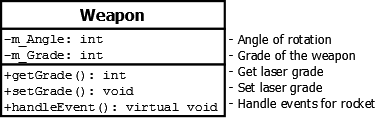 Weapon
-m_Angle: int - Angle of rotation
-m_Grade: int - Grade of the weapon
+getGrade(): int - Get laser grade
+setGrade(): void - Set laser grade
+handleEvent(): virtual void - Handle events for rocket